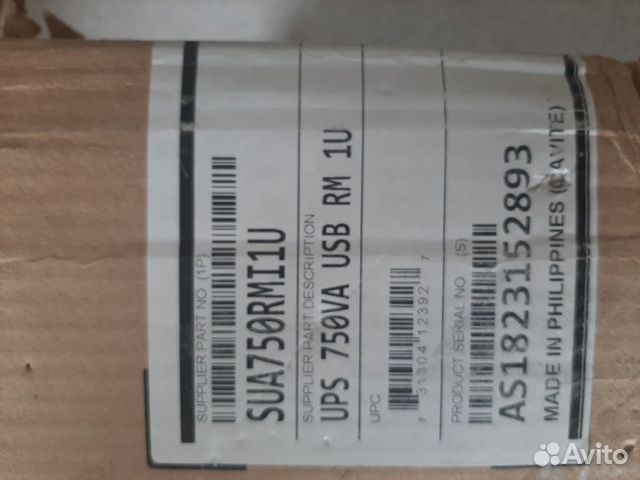 SUPPLIER PART NO (1P)
SUA750RMI1U
SUPPLIER PART DESCRIPTION
UPS 750VA USB RM 1U
UPC
7 31304 12392 7
PRODUCT SERIAL NO. (S)
AS1823152893
MADE IN PHILIPPINES (CAVITE)
Avito